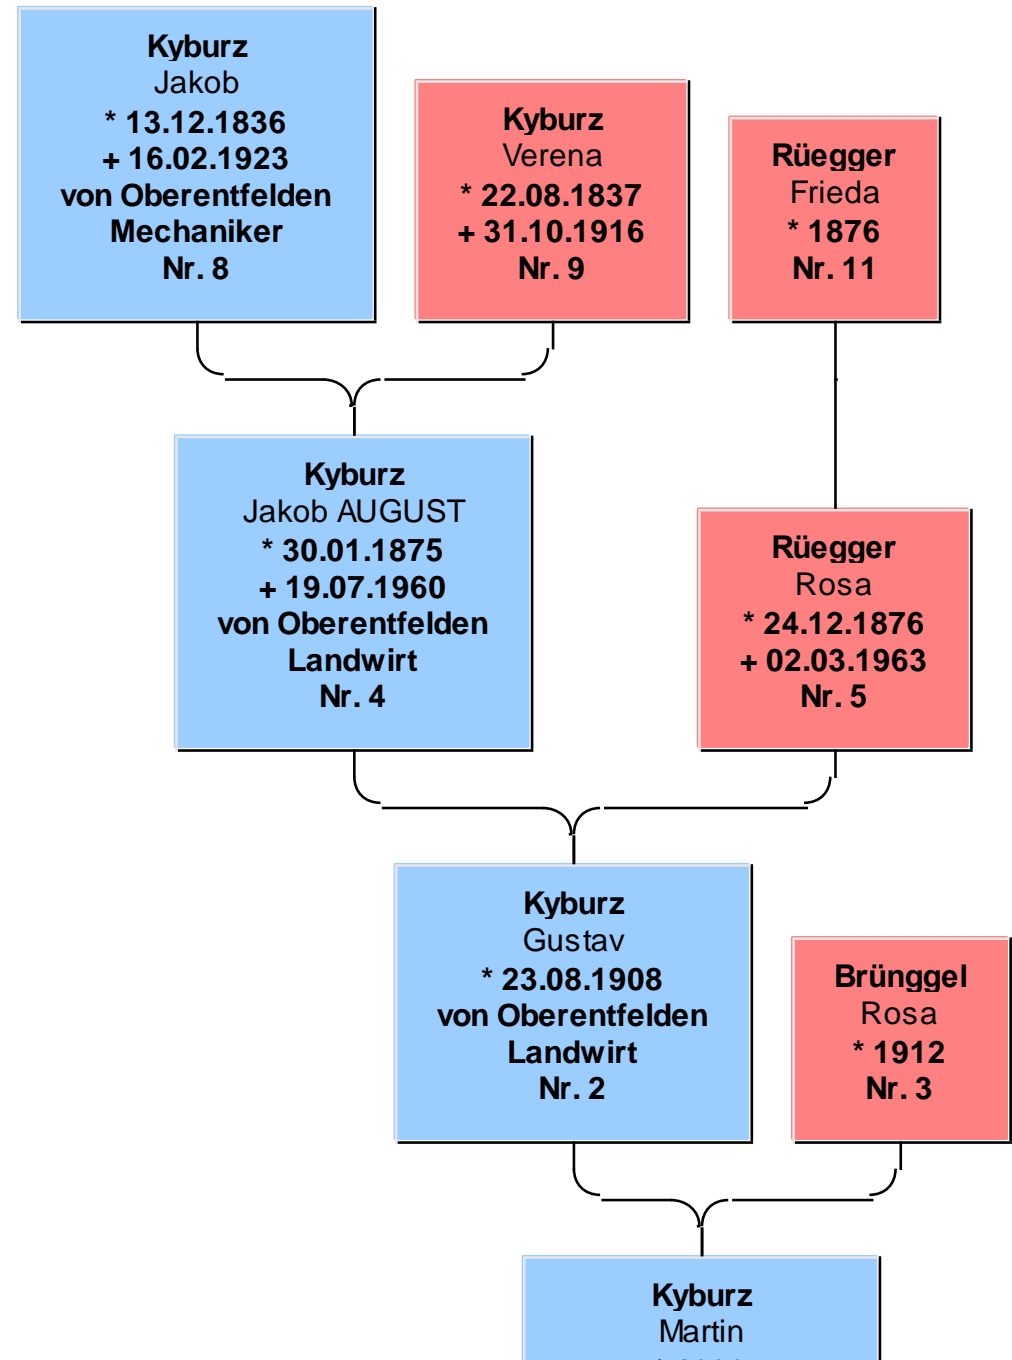 Kyburz
Jakob
* 13.12.1836
+ 16.02.1923
von Oberentfelden
Mechaniker
Nr. 8
Kyburz
Verena
* 22.08.1837
+ 31.10.1916
Nr. 9
Rüegger
Frieda
* 1876
Nr. 11
Kyburz
Jakob AUGUST
* 30.01.1875
+ 19.07.1960
von Oberentfelden
Landwirt
Nr. 4
Rüegger
Rosa
* 24.12.1876
+ 02.03.1963
Nr. 5
Kyburz
Gustav
* 23.08.1908
von Oberentfelden
Landwirt
Nr. 2
Brünggel
Rosa
* 1912
Nr. 3
Kyburz
Martin